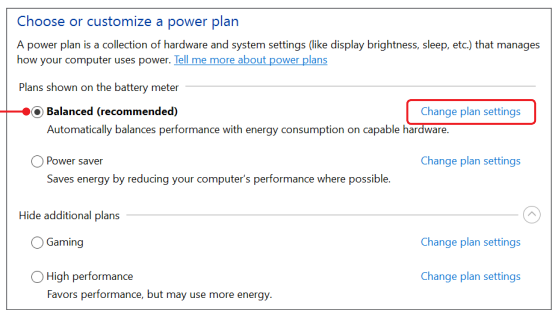 Choose or customize a power plan
A power plan is a collection of hardware and system settings (like display brightness, sleep, etc.) that manages
how your computer uses power. Tell me more about power plans
Plans shown on the battery meter
Balanced (recommended) Change plan settings
Automatically balances performance with energy consumption on capable hardware.
Power saver Change plan settings
Saves energy by reducing your computer's performance where possible.
Hide additional plans
Gaming Change plan settings
High performance Change plan settings
Favors performance, but may use more energy.